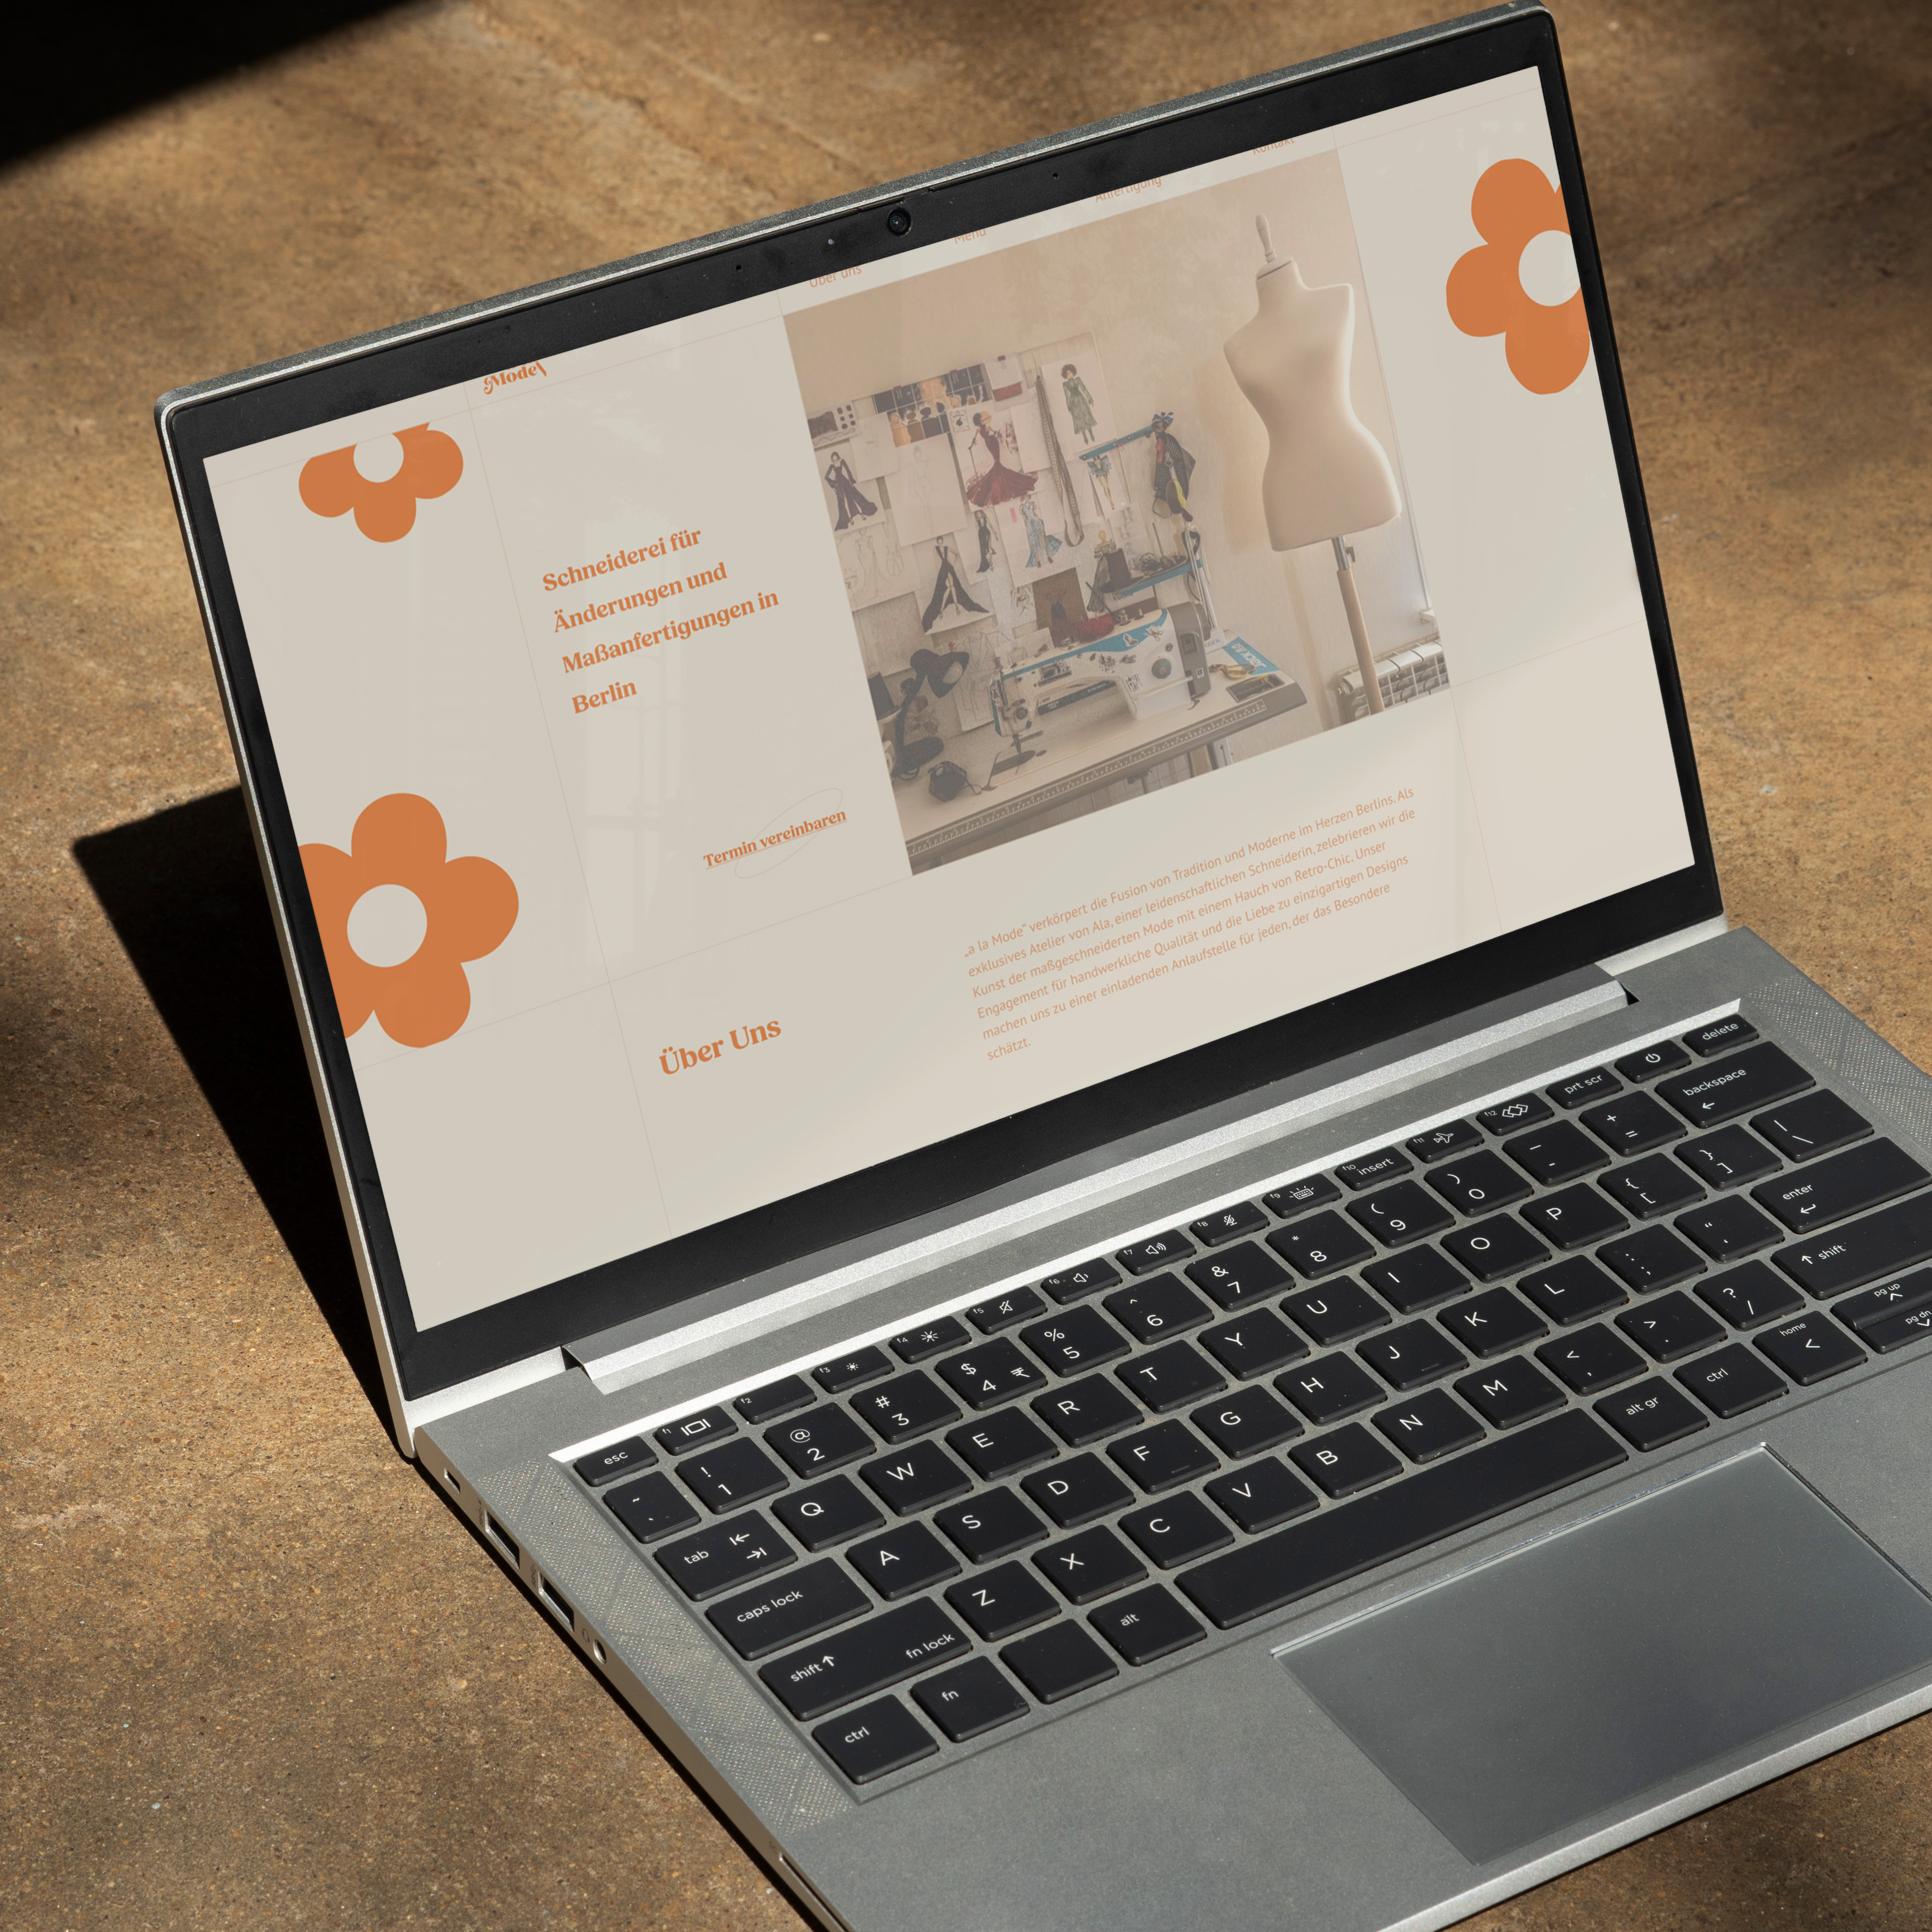 Mode
Über uns
Menü
Anfertigung
Kontakt
Schneiderei für
Änderungen und
Maßanfertigungen in
Berlin
Termin vereinbaren
Über Uns
„a la Mode“ verkörpert die Fusion von Tradition und Moderne im Herzen Berlins. Als
exklusives Atelier von Ala, einer leidenschaftlichen Schneiderin, zelebrieren wir die
Kunst der maßgeschneiderten Mode mit einem Hauch von Retro-Chic. Unser
Engagement für handwerkliche Qualität und die Liebe zu einzigartigen Designs
machen uns zu einer einladenden Anlaufstelle für jeden, der das Besondere
schätzt.
esc f1 f2 f3 f4 f5 f6 f7 f8 f9 f10 insert f11 f12 prt scr delete
~ ` ! 1 @ 2 # 3 $ 4 ₹ % 5 ^ 6 & 7 * 8 ( 9 ) 0 _ - + = backspace
tab Q W E R T Y U I O P { [ } ] | \
caps lock A S D F G H J K L : ; " ' enter
shift fn lock Z X C V B N M < , > . ? / shift
ctrl fn alt alt gr ctrl home < pg up pg dn